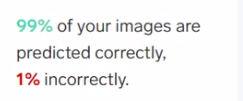 99% of your images are
predicted correctly,
1% incorrectly.